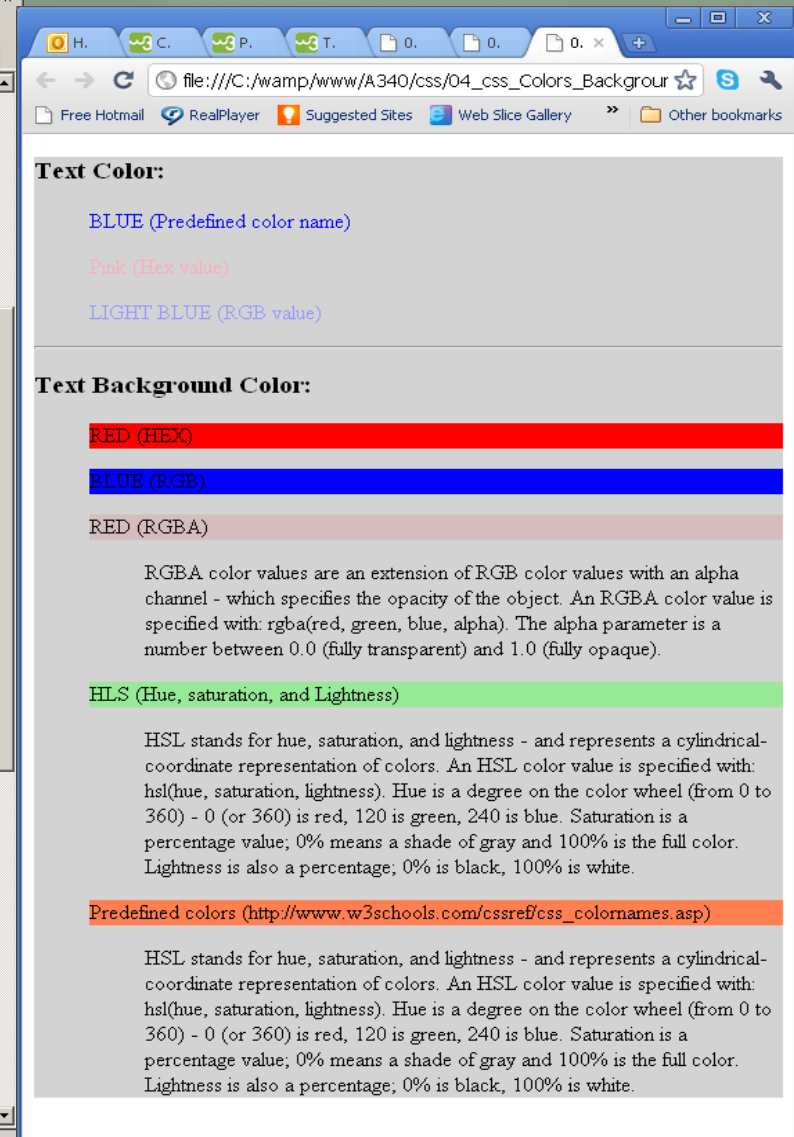 H.
C.
P.
T.
0.
0.
0.
file:///C:/wamp/www/A340/css/04_css_Colors_Backgrour
Free Hotmail RealPlayer Suggested Sites Web Slice Gallery » Other bookmarks
Text Color:
BLUE (Predefined color name)
Pink (Hex value)
LIGHT BLUE (RGB value)
Text Background Color:
RED (HEX)
BLUE (RGB)
RED (RGBA)
RGBA color values are an extension of RGB color values with an alpha
channel - which specifies the opacity of the object. An RGBA color value is
specified with: rgba(red, green, blue, alpha). The alpha parameter is a
number between 0.0 (fully transparent) and 1.0 (fully opaque).
HLS (Hue, saturation, and Lightness)
HSL stands for hue, saturation, and lightness - and represents a cylindrical-
coordinate representation of colors. An HSL color value is specified with:
hsl(hue, saturation, lightness). Hue is a degree on the color wheel (from 0 to
360) - 0 (or 360) is red, 120 is green, 240 is blue. Saturation is a
percentage value; 0% means a shade of gray and 100% is the full color.
Lightness is also a percentage; 0% is black, 100% is white.
Predefined colors (http://www.w3schools.com/cssref/css_colornames.asp)
HSL stands for hue, saturation, and lightness - and represents a cylindrical-
coordinate representation of colors. An HSL color value is specified with:
hsl(hue, saturation, lightness). Hue is a degree on the color wheel (from 0 to
360) - 0 (or 360) is red, 120 is green, 240 is blue. Saturation is a
percentage value; 0% means a shade of gray and 100% is the full color.
Lightness is also a percentage; 0% is black, 100% is white.